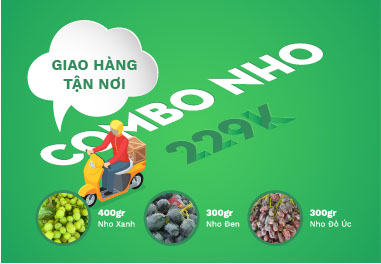 GIAO HÀNG
TẬN NƠI
COMBO NHO
229K
400gr
Nho Xanh
300gr
Nho Đen
300gr
Nho Đỏ Úc